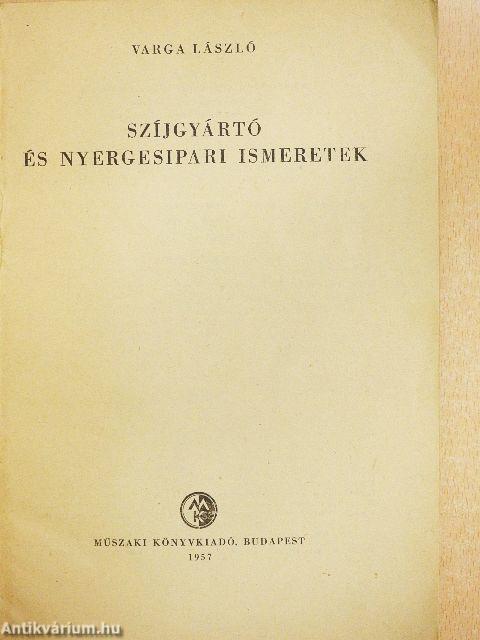 VARGA LÁSZLÓ
SZÍJGYÁRTÓ
ÉS NYERGESIPARI ISMERETEK
MŰSZAKI KÖNYVKIADÓ, BUDAPEST
1957
Antikvárium.hu